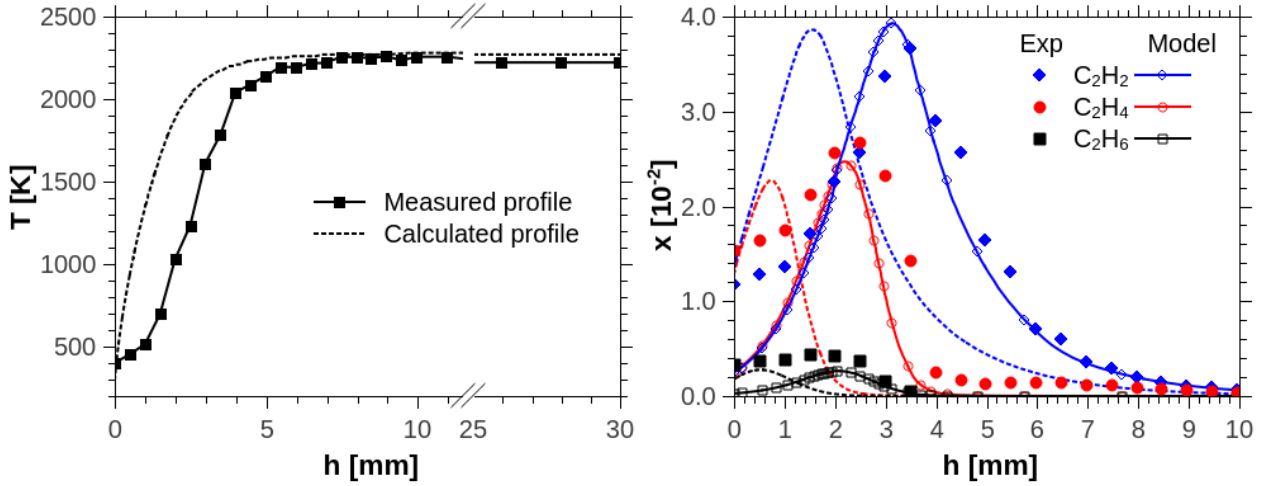 2500
2000
1500
1000
500
T [K]
Measured profile
Calculated profile
0 5 10 25 30
h [mm]
4.0
3.0
2.0
1.0
0.0
x [10⁻²]
Exp Model
C₂H₂
C₂H₄
C₂H₆
0 1 2 3 4 5 6 7 8 9 10
h [mm]